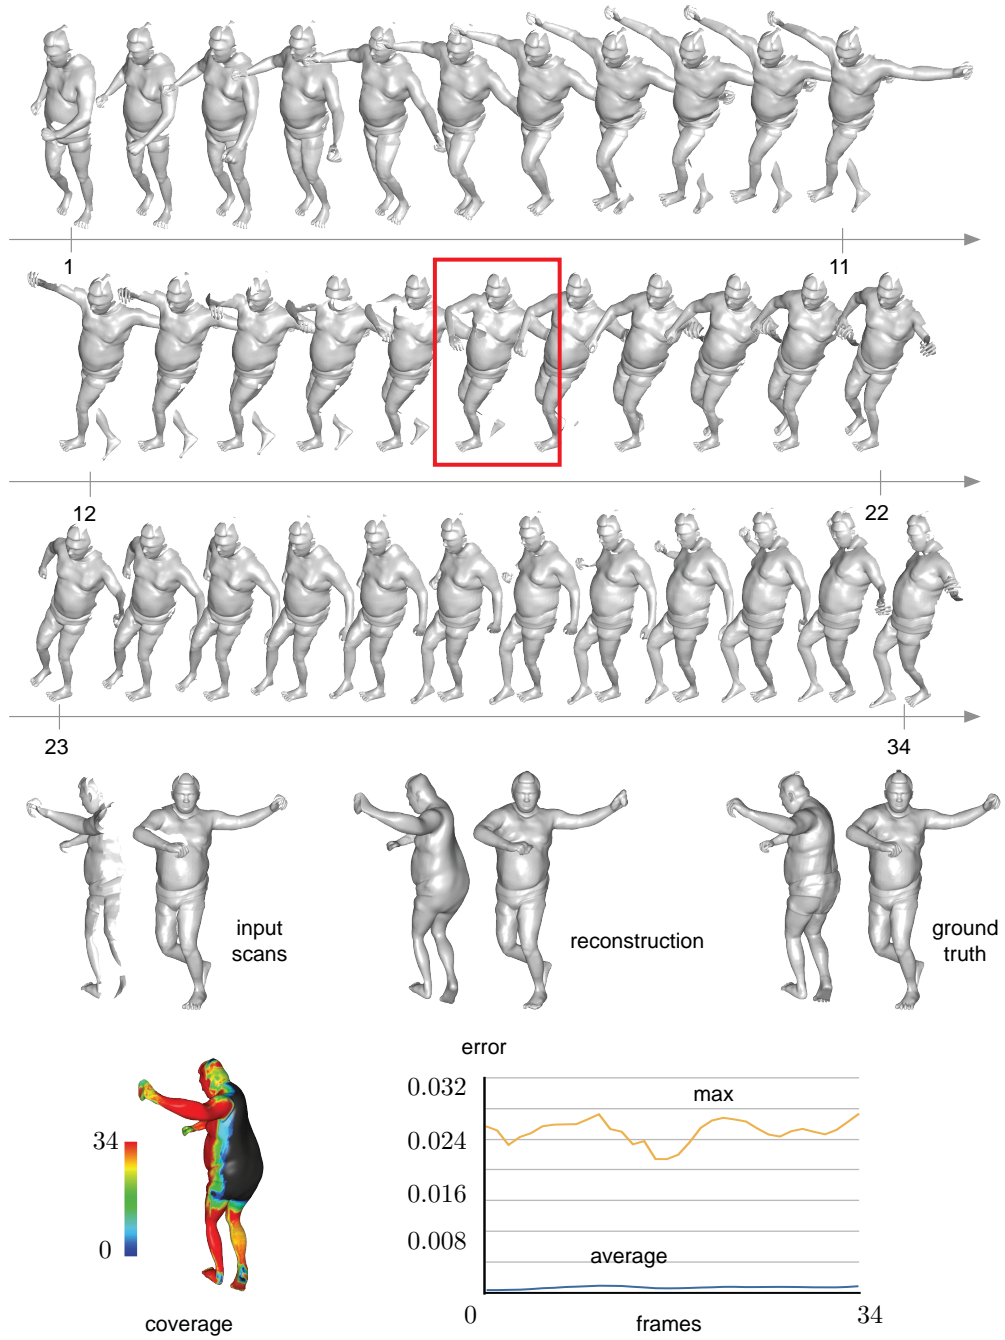 1
11
12
22
23
34
input
scans
reconstruction
ground
truth
error
0.032
max
0.024
34
0.016
0.008
0
average
0
34
coverage
frames